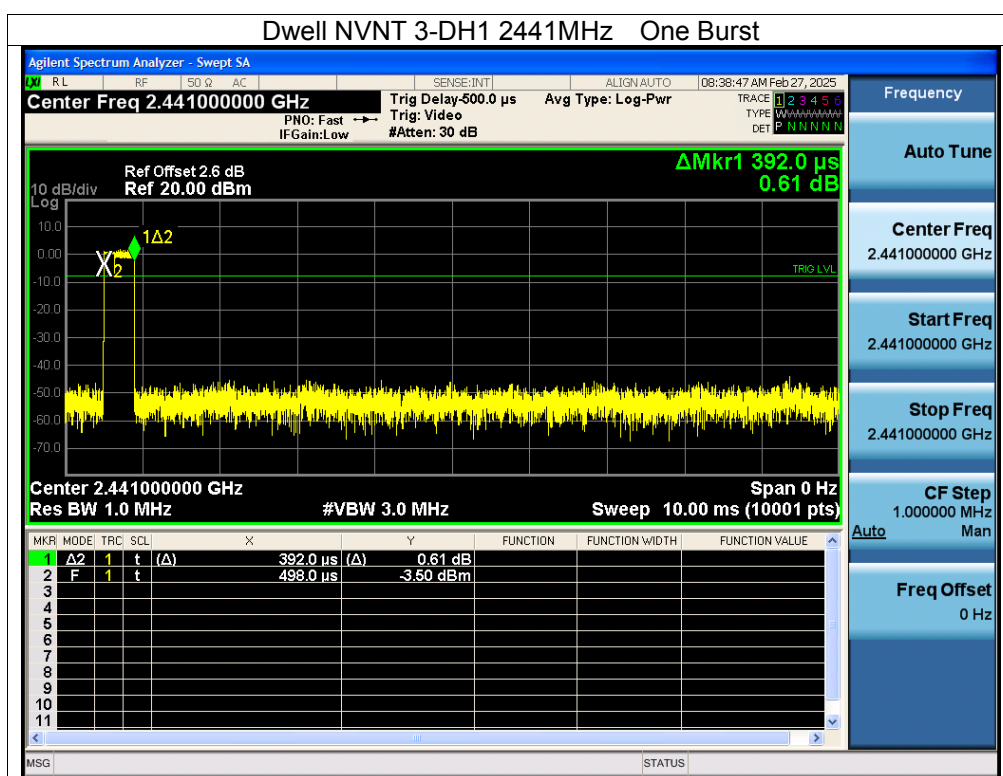 Dwell NVNT 3-DH1 2441MHz One Burst
Agilent Spectrum Analyzer - Swept SA
LXI RL RF 50 Ω AC SENSE:INT ALIGN AUTO 08:38:47 AM Feb 27, 2025
Center Freq 2.441000000 GHz
PNO: Fast
IFGain:Low
Trig Delay-500.0 µs
Trig: Video
#Atten: 30 dB
Avg Type: Log-Pwr
TRACE 1 2 3 4 5 6
TYPE WWWWWWW
DET P N N N N N
Frequency
Auto Tune
Center Freq
2.441000000 GHz
Start Freq
2.441000000 GHz
Stop Freq
2.441000000 GHz
CF Step
1.000000 MHz
Auto Man
Freq Offset
0 Hz
ΔMkr1 392.0 µs
0.61 dB
Ref Offset 2.6 dB
10 dB/div Ref 20.00 dBm
Log
10.0
0.00
-10.0
-20.0
-30.0
-40.0
-50.0
-60.0
-70.0
1Δ2
X2
TRIG LVL
Center 2.441000000 GHz Span 0 Hz
Res BW 1.0 MHz #VBW 3.0 MHz Sweep 10.00 ms (10001 pts)
MKR MODE TRC SCL X Y FUNCTION FUNCTION WIDTH FUNCTION VALUE
1 Δ2 1 t (Δ) 392.0 µs (Δ) 0.61 dB
2 F 1 t 498.0 µs -3.50 dBm
3
4
5
6
7
8
9
10
11
MSG STATUS